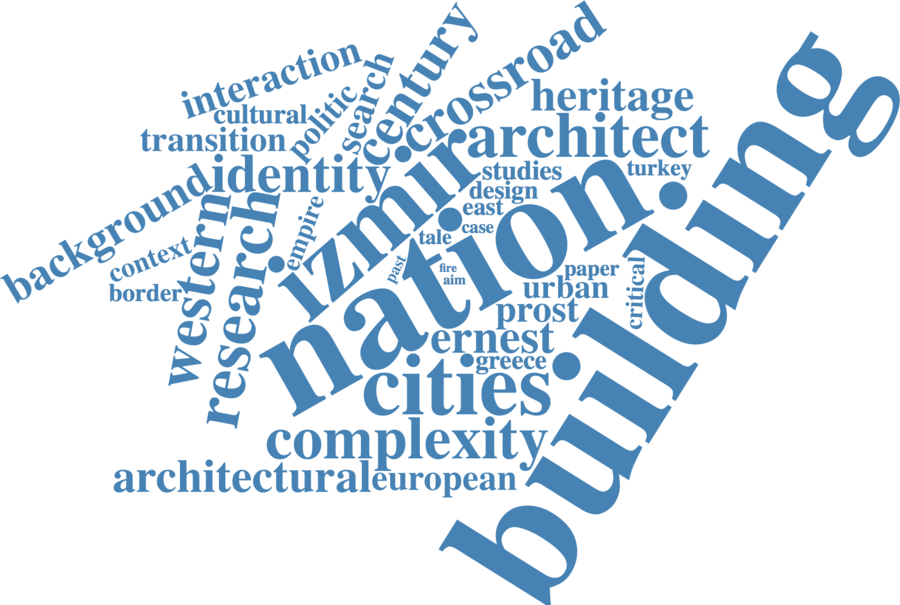 interaction
cultural
transition
politic
search
century
crossroad
heritage
architect
identity
background
context
border
western
research
empire
izmir
studies
design
turkey
east
case
tale
past
fire
aim
nation
paper
urban
critical
prost
ernest
greece
cities
complexity
architectural
european
building